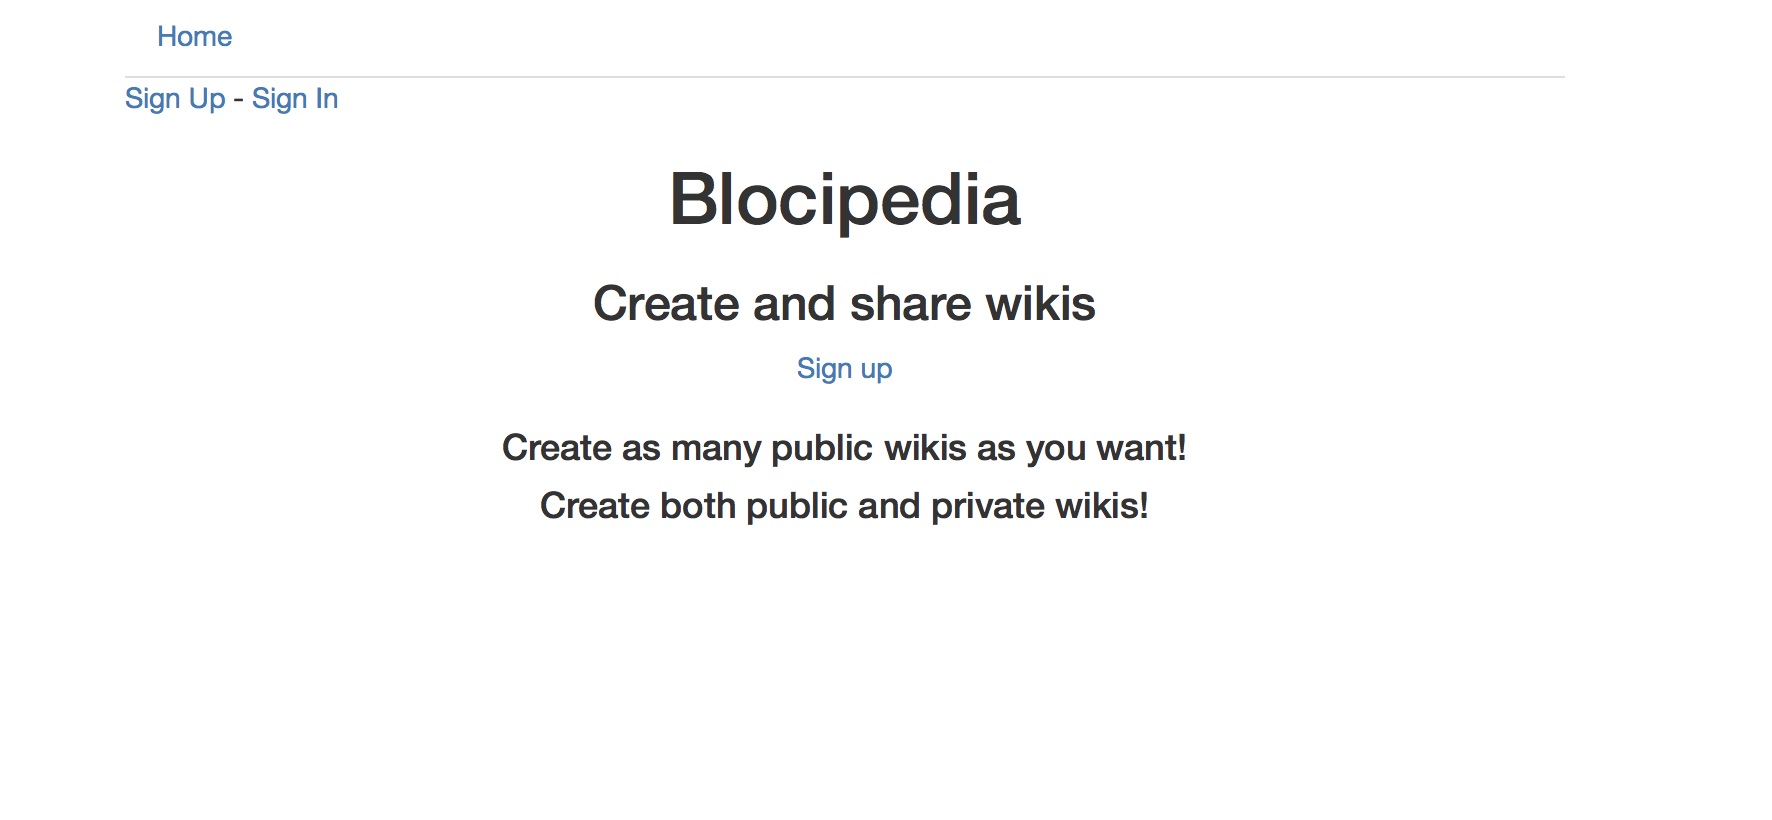 Home
Sign Up - Sign In
Blocipedia
Create and share wikis
Sign up
Create as many public wikis as you want!
Create both public and private wikis!